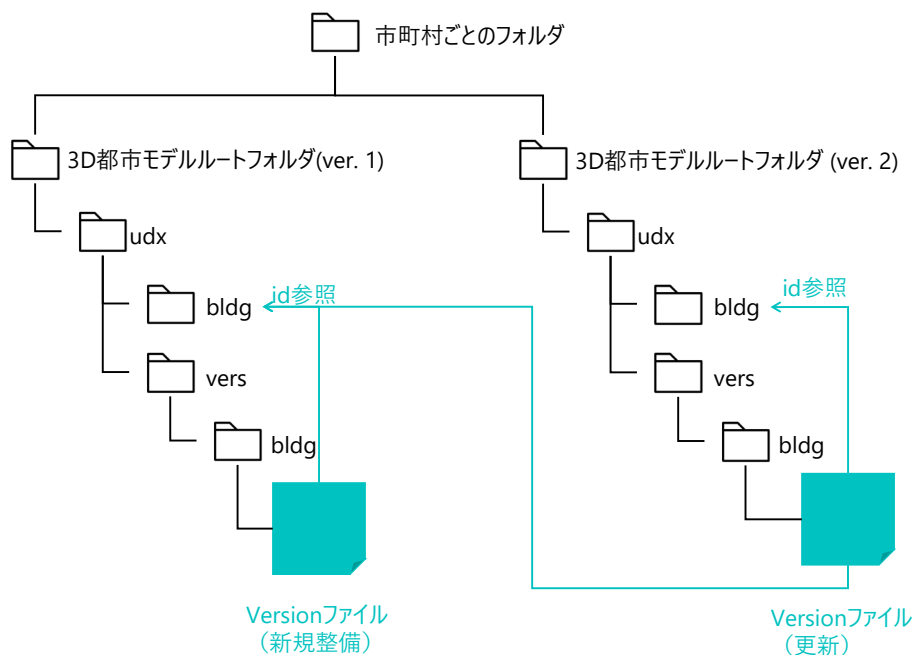 市町村ごとのフォルダ
3D都市モデルルートフォルダ(ver. 1)
3D都市モデルルートフォルダ (ver. 2)
udx
udx
id参照
id参照
bldg
bldg
vers
vers
bldg
bldg
Versionファイル
（新規整備）
Versionファイル
（更新）